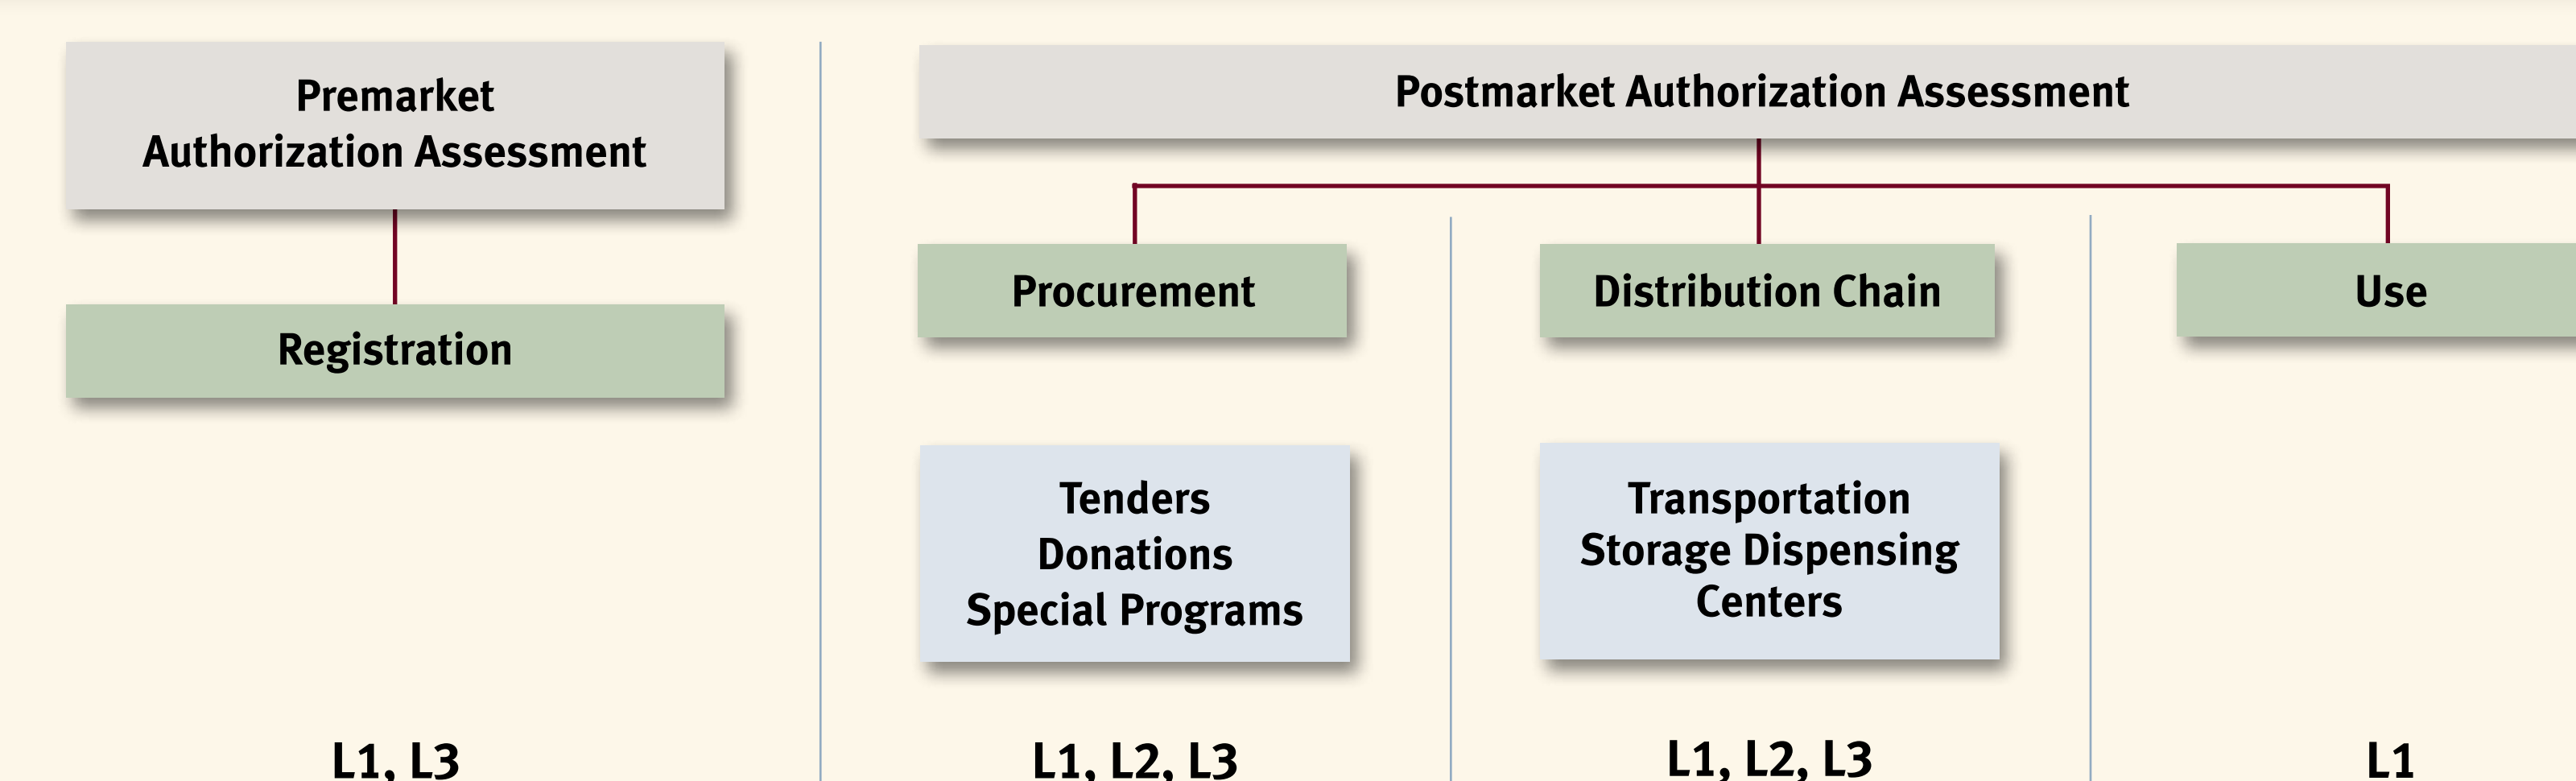 Premarket
Authorization Assessment
Registration
L1, L3
Postmarket Authorization Assessment
Procurement
Tenders
Donations
Special Programs
L1, L2, L3
Distribution Chain
Transportation
Storage Dispensing
Centers
L1, L2, L3
Use
L1